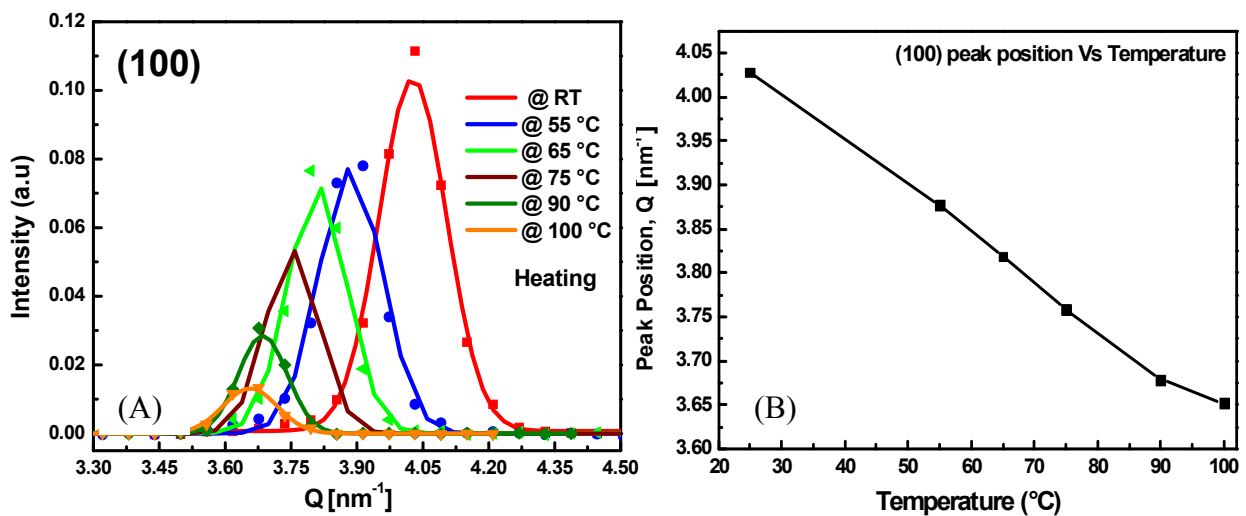 0.12
0.10
0.08
0.06
0.04
0.02
0.00
Intensity (a.u)
(100)
@ RT
@ 55 °C
@ 65 °C
@ 75 °C
@ 90 °C
@ 100 °C
Heating
(A)
3.30 3.45 3.60 3.75 3.90 4.05 4.20 4.35 4.50
Q [nm⁻¹]
(100) peak position Vs Temperature
4.05
4.00
3.95
3.90
3.85
3.80
3.75
3.70
3.65
3.60
Peak Position, Q [nm⁻¹]
(B)
20 30 40 50 60 70 80 90 100
Temperature (°C)